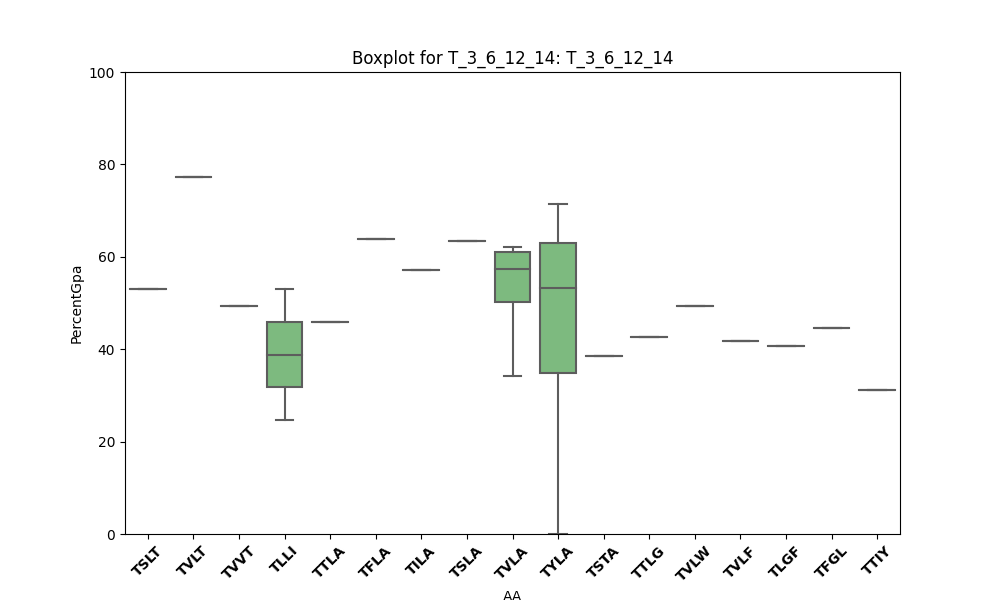 Boxplot for T_3_6_12_14: T_3_6_12_14
100
80
60
40
20
0
PercentGpa
TSLT
TVLT
TVVT
TLLI
TTLA
TFLA
TILA
TSLA
TVLA
TYLA
TSTA
TTLG
TVLW
TVLF
TLGF
TFGL
TTIY
AA